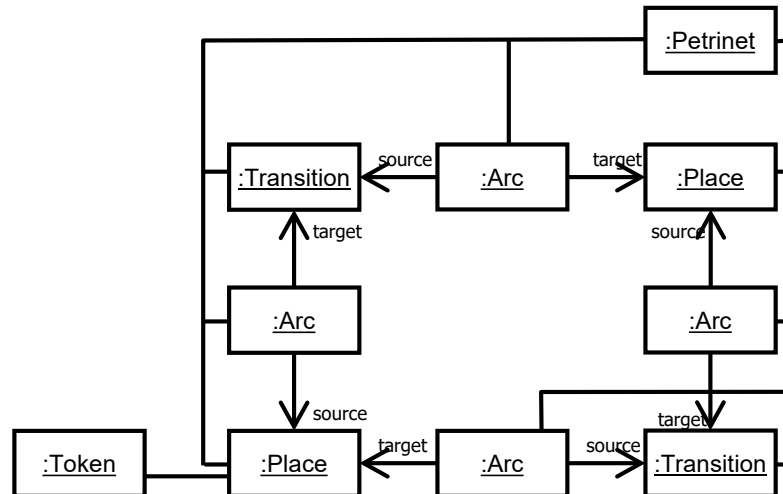 :Petrinet
source
target
:Transition
:Arc
:Place
target
source
:Arc
:Arc
source
target
target
source
:Token
:Place
:Arc
:Transition